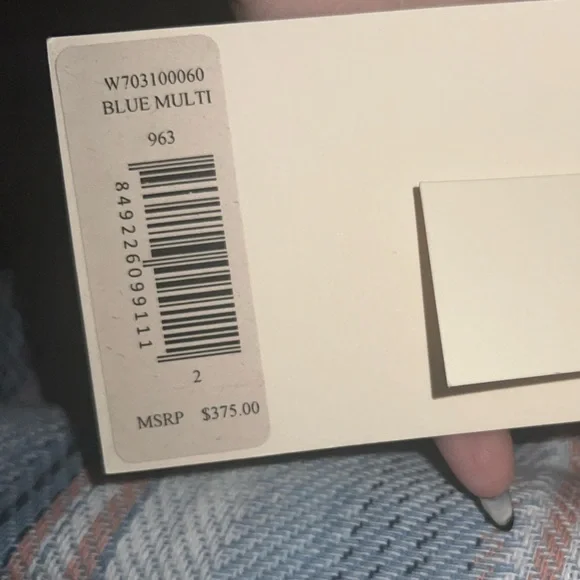 W703100060
BLUE MULTI
963
849226099111
2
MSRP $375.00